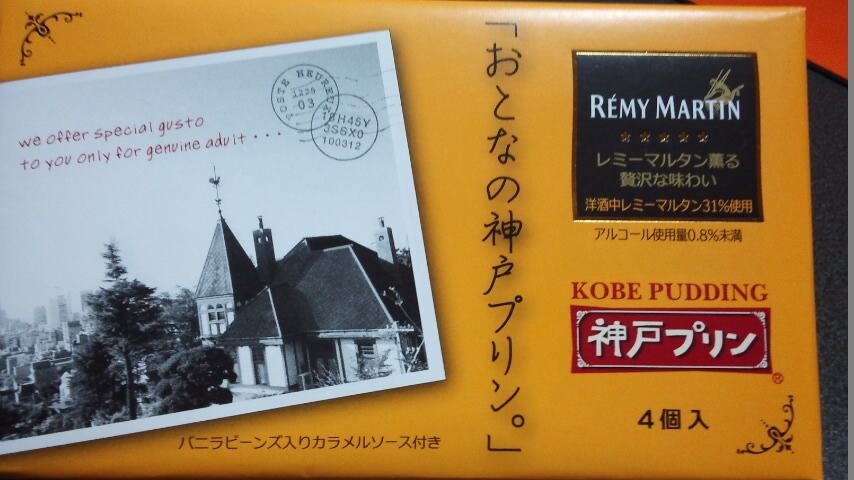 we offer special gusto
to you only for genuine adult . . .
1225
03
18H45Y
3S5X0
100312
「おとなの神戸プリン。」
RÉMY MARTIN
★★★★★
レミーマルタン薫る
贅沢な味わい
洋酒中レミーマルタン31%使用
アルコール使用量0.8%未満
KOBE PUDDING
神戸プリン
®
4個入
バニラビーンズ入りカラメルソース付き